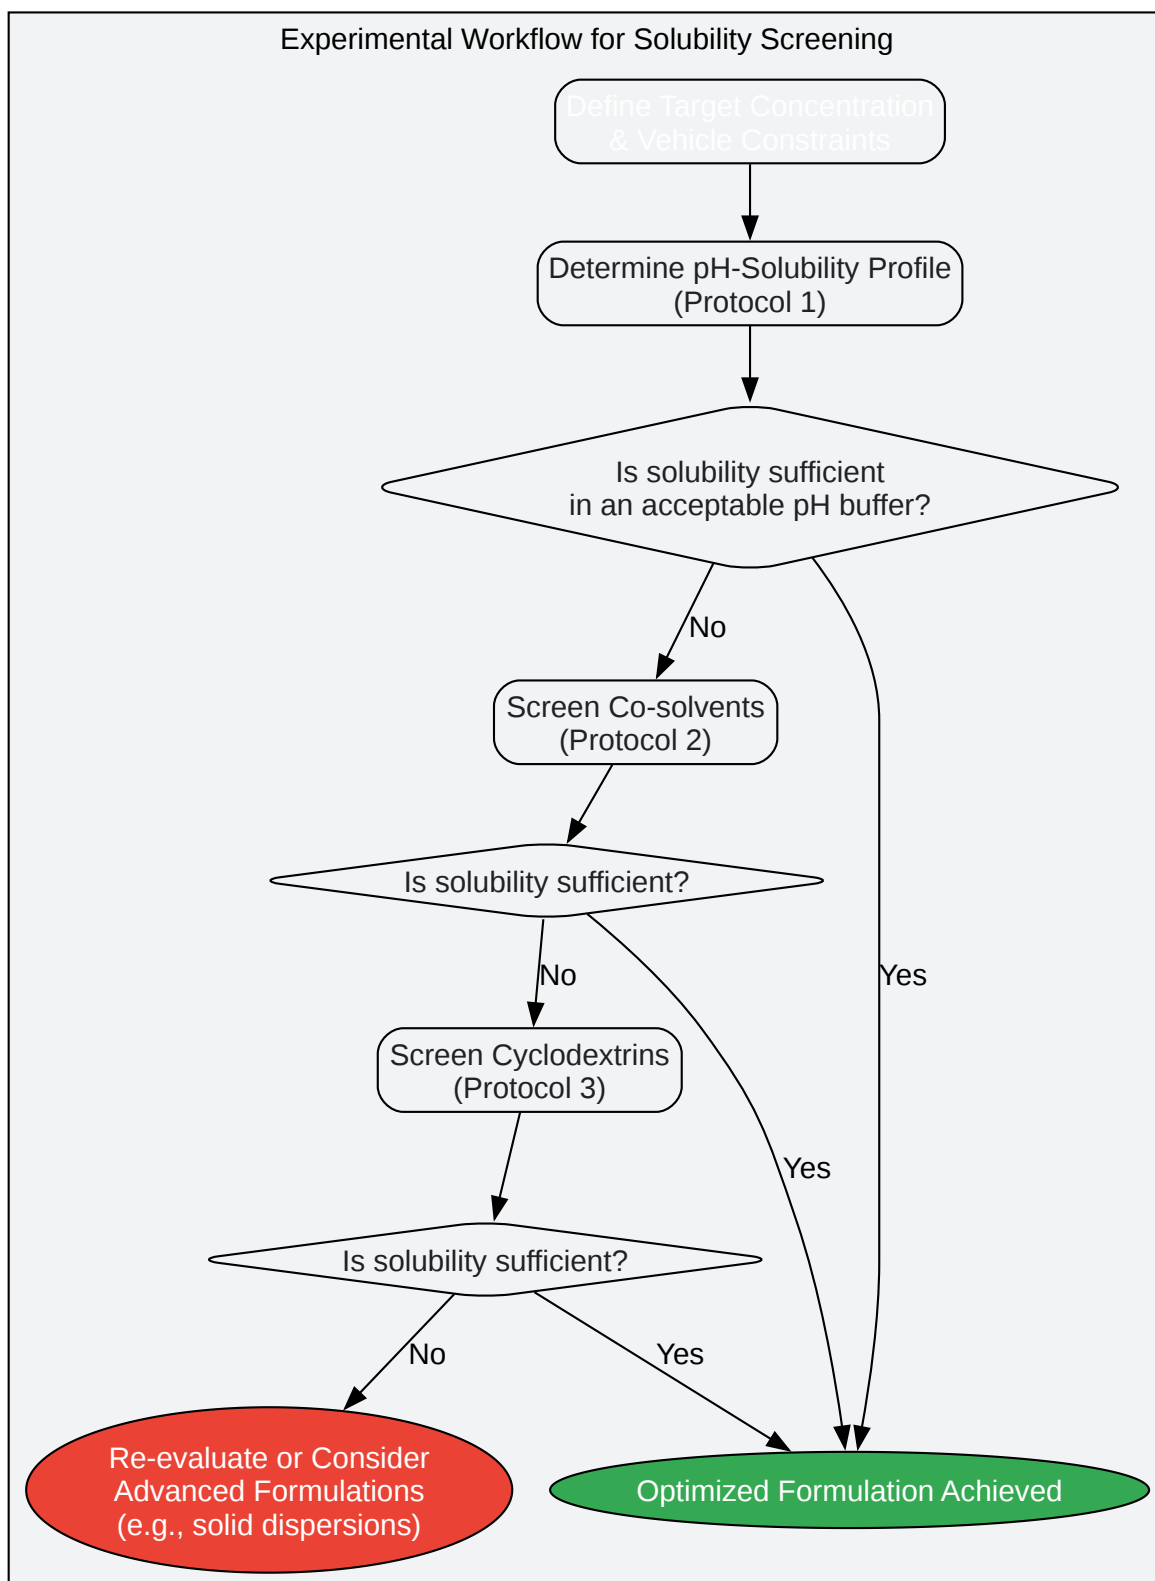 Experimental Workflow for Solubility Screening
Define Target Concentration
& Vehicle Constraints
Determine pH-Solubility Profile
(Protocol 1)
Is solubility sufficient
in an acceptable pH buffer?
No
Screen Co-solvents
(Protocol 2)
Is solubility sufficient?
No
Yes
Screen Cyclodextrins
(Protocol 3)
Yes
Is solubility sufficient?
No
Yes
Re-evaluate or Consider
Advanced Formulations
(e.g., solid dispersions)
Optimized Formulation Achieved